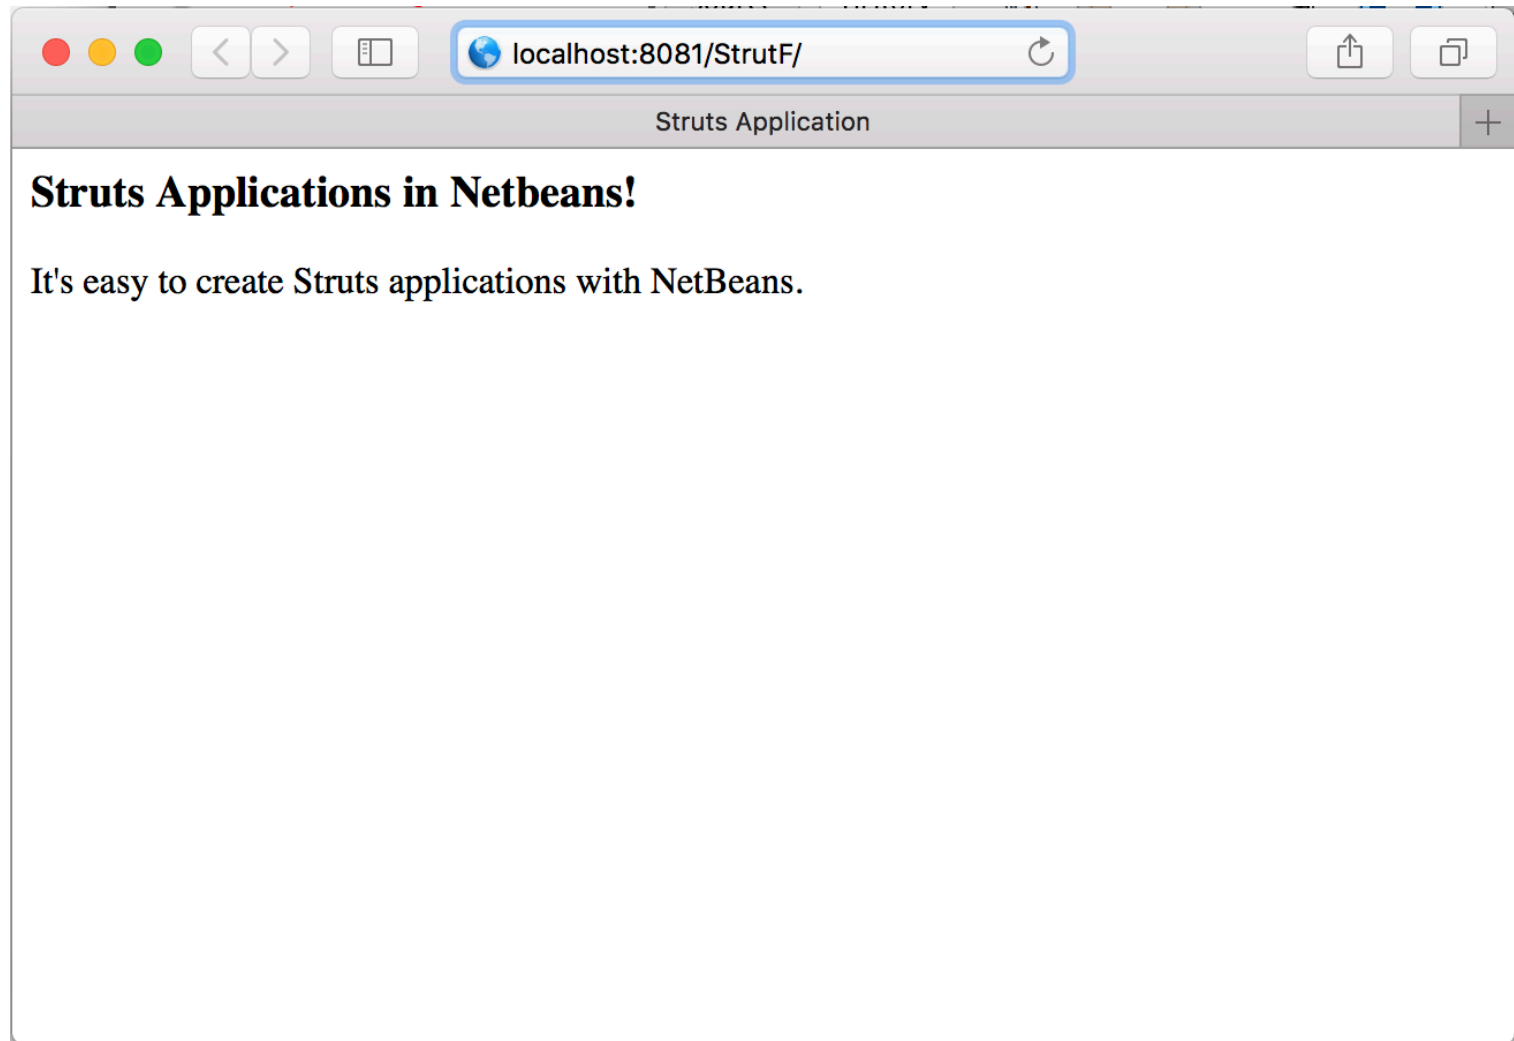 localhost:8081/StrutF/
Struts Application
Struts Applications in Netbeans!
It's easy to create Struts applications with NetBeans.